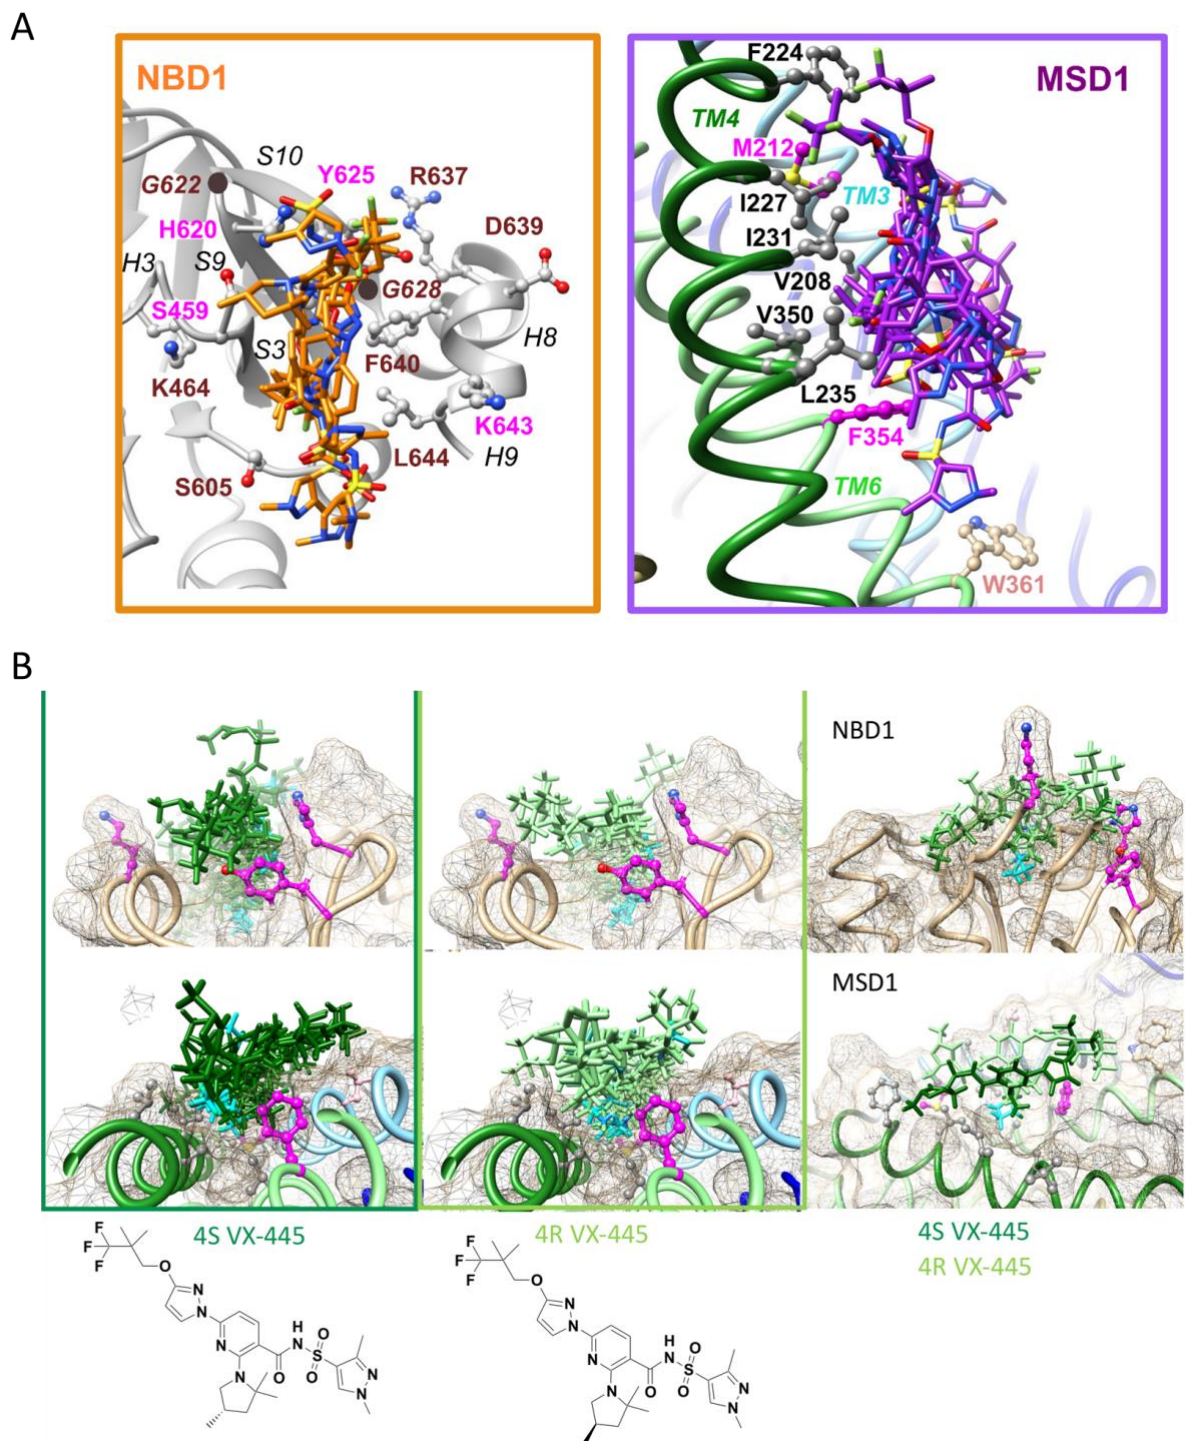 A
NBD1
S10
G622
Y625
R637
H620
D639
H3
S9
G628
S459
S3
H8
K464
F640
K643
L644
H9
S605
MSD1
F224
TM4
M212
TM3
I227
I231
V208
V350
L235
F354
TM6
W361
B
NBD1
MSD1
4S VX-445
4R VX-445
4S VX-445
4R VX-445
F
F
F
O
N
N
H
N
O
N
S
O
N
O
N
N
F
F
F
O
N
N
H
N
O
N
S
O
N
O
N
N